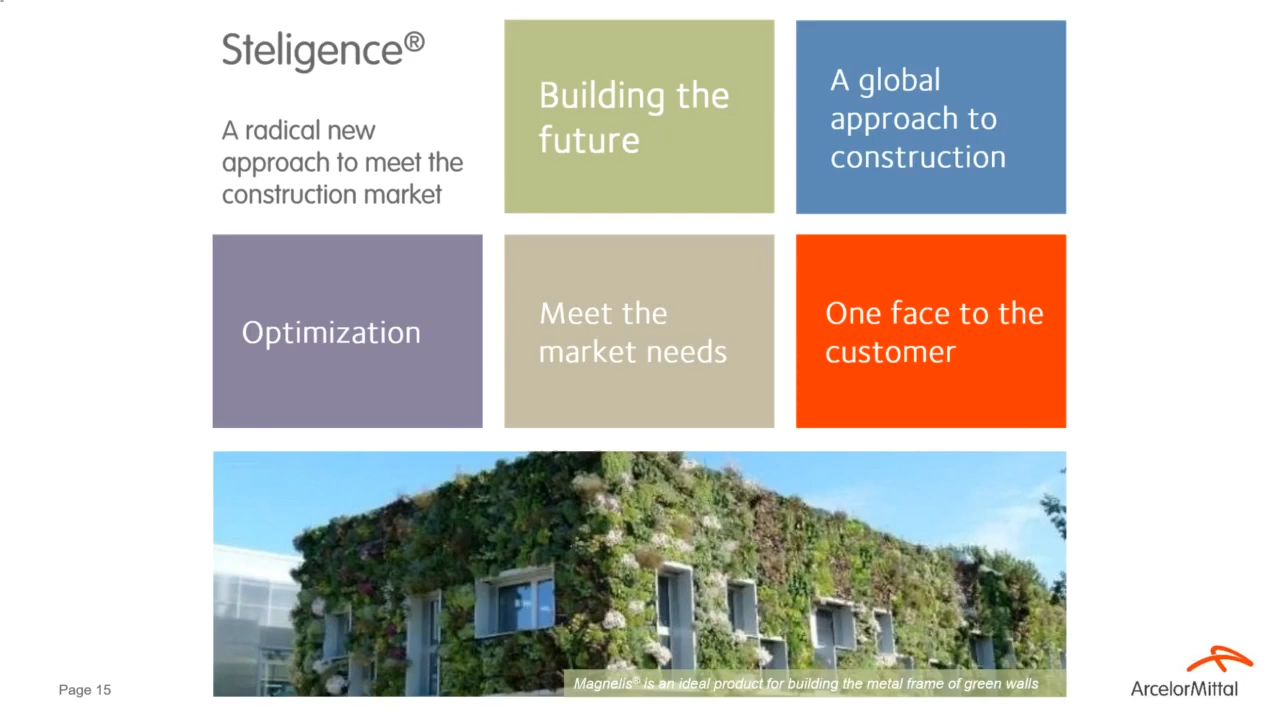 Steligence®
A radical new
approach to meet the
construction market
Building the
future
A global
approach to
construction
Optimization
Meet the
market needs
One face to the
customer
Magnelis® is an ideal product for building the metal frame of green walls
Page 15
ArcelorMittal